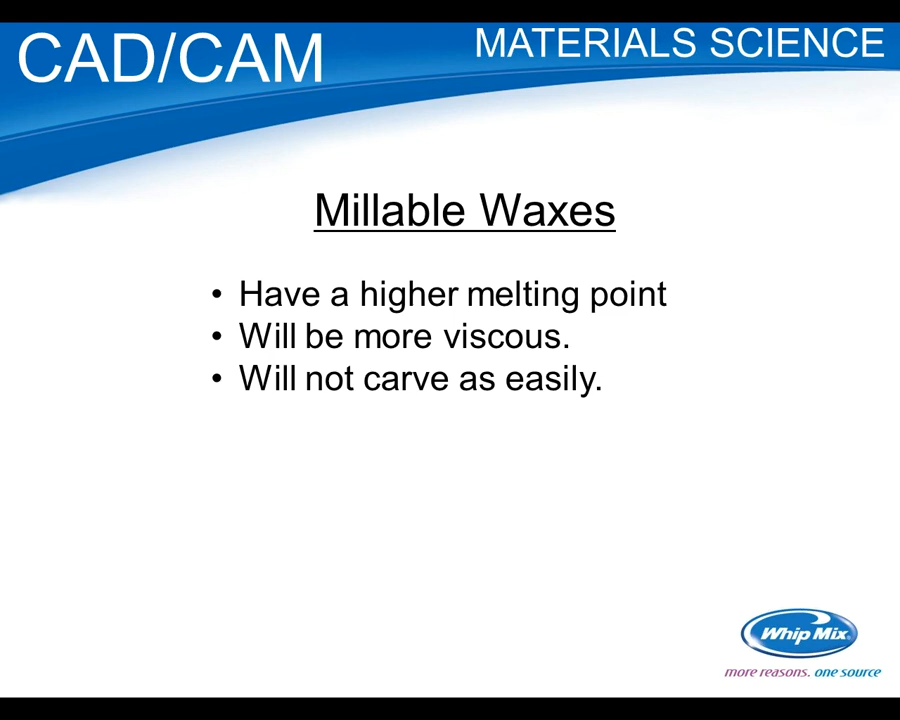 CAD/CAM
MATERIALS SCIENCE
Millable Waxes
• Have a higher melting point
• Will be more viscous.
• Will not carve as easily.
Whip Mix
more reasons. one source